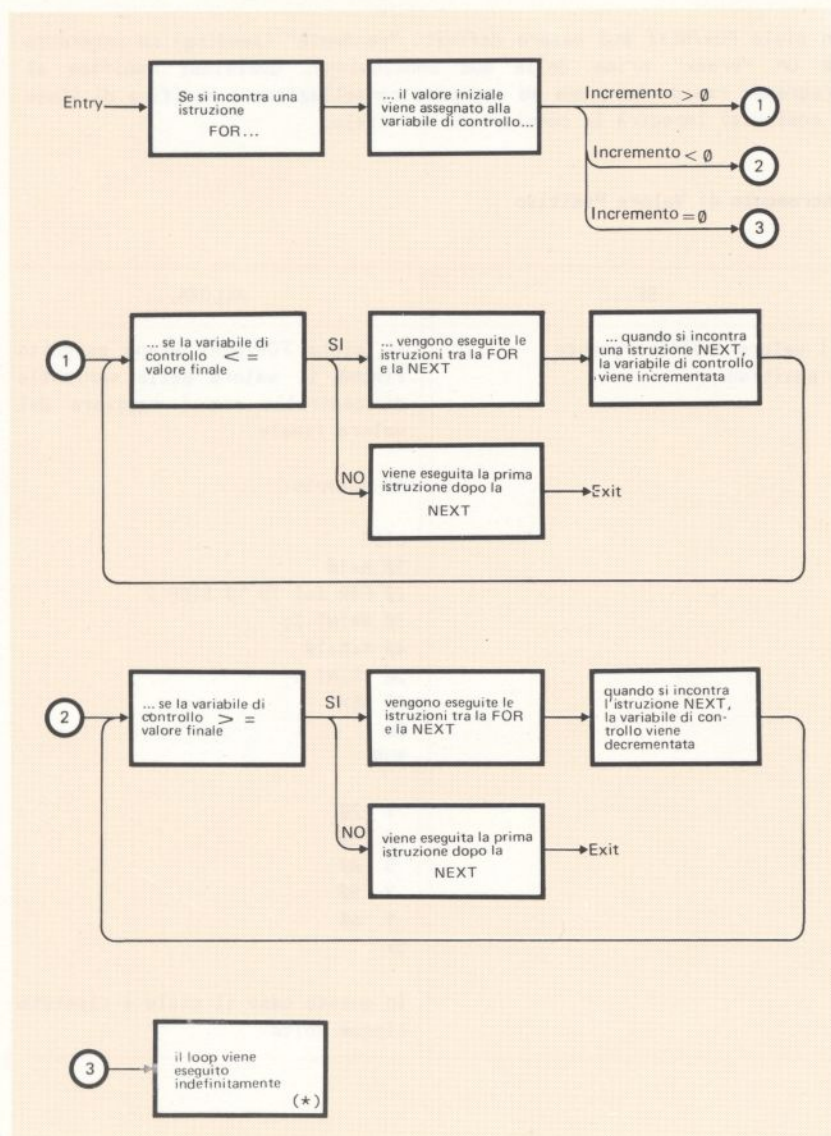 Entry
Se si incontra una
istruzione
FOR...
... il valore iniziale
viene assegnato alla
variabile di controllo...
Incremento > Ø
1
Incremento < Ø
2
Incremento = Ø
3
1
... se la variabile di
controllo < =
valore finale
SI
... vengono eseguite le
istruzioni tra la FOR
e la NEXT
... quando si incontra
una istruzione NEXT,
la variabile di controllo
viene incrementata
NO
viene eseguita la prima
istruzione dopo la
NEXT
Exit
2
... se la variabile di
controllo > =
valore finale
SI
vengono eseguite le
istruzioni tra la FOR
e la NEXT
quando si incontra
l'istruzione NEXT,
la variabile di con-
trollo viene
decrementata
NO
viene eseguita la prima
istruzione dopo la
NEXT
Exit
3
il loop viene
eseguito
indefinitamente
(*)